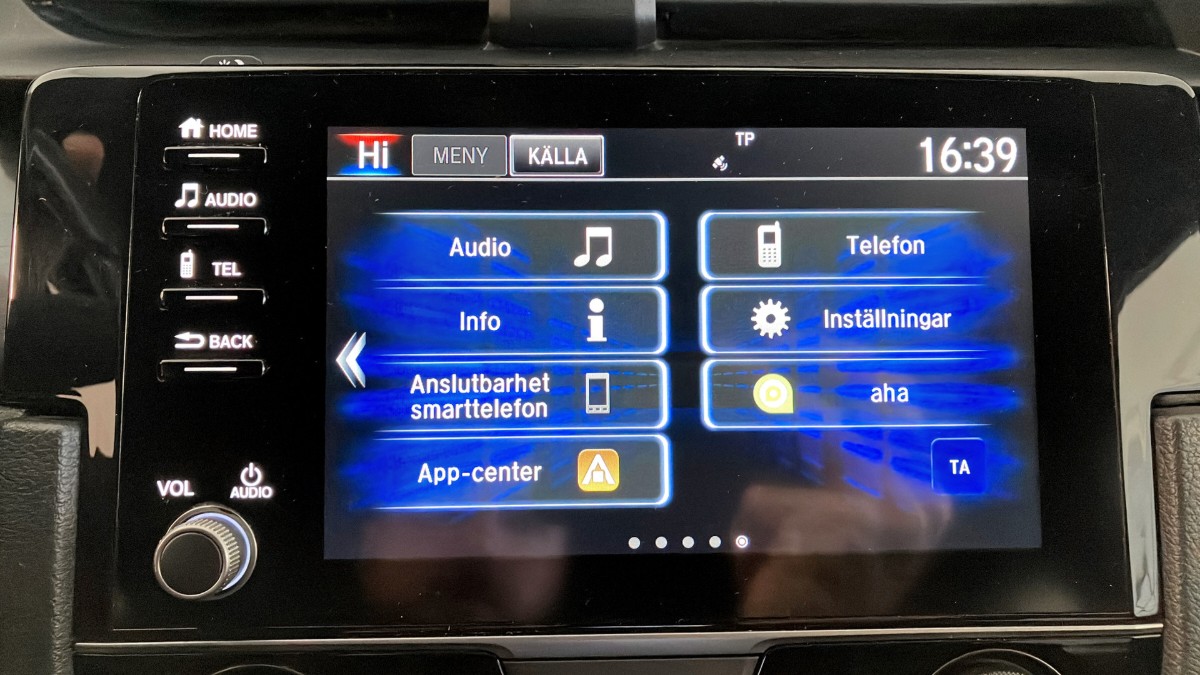 HOME
AUDIO
TEL
BACK
VOL
AUDIO
Hi
MENY
KÄLLA
TP
16:39
Audio
Telefon
Info
Inställningar
Anslutbarhet
smarttelefon
aha
App-center
TA